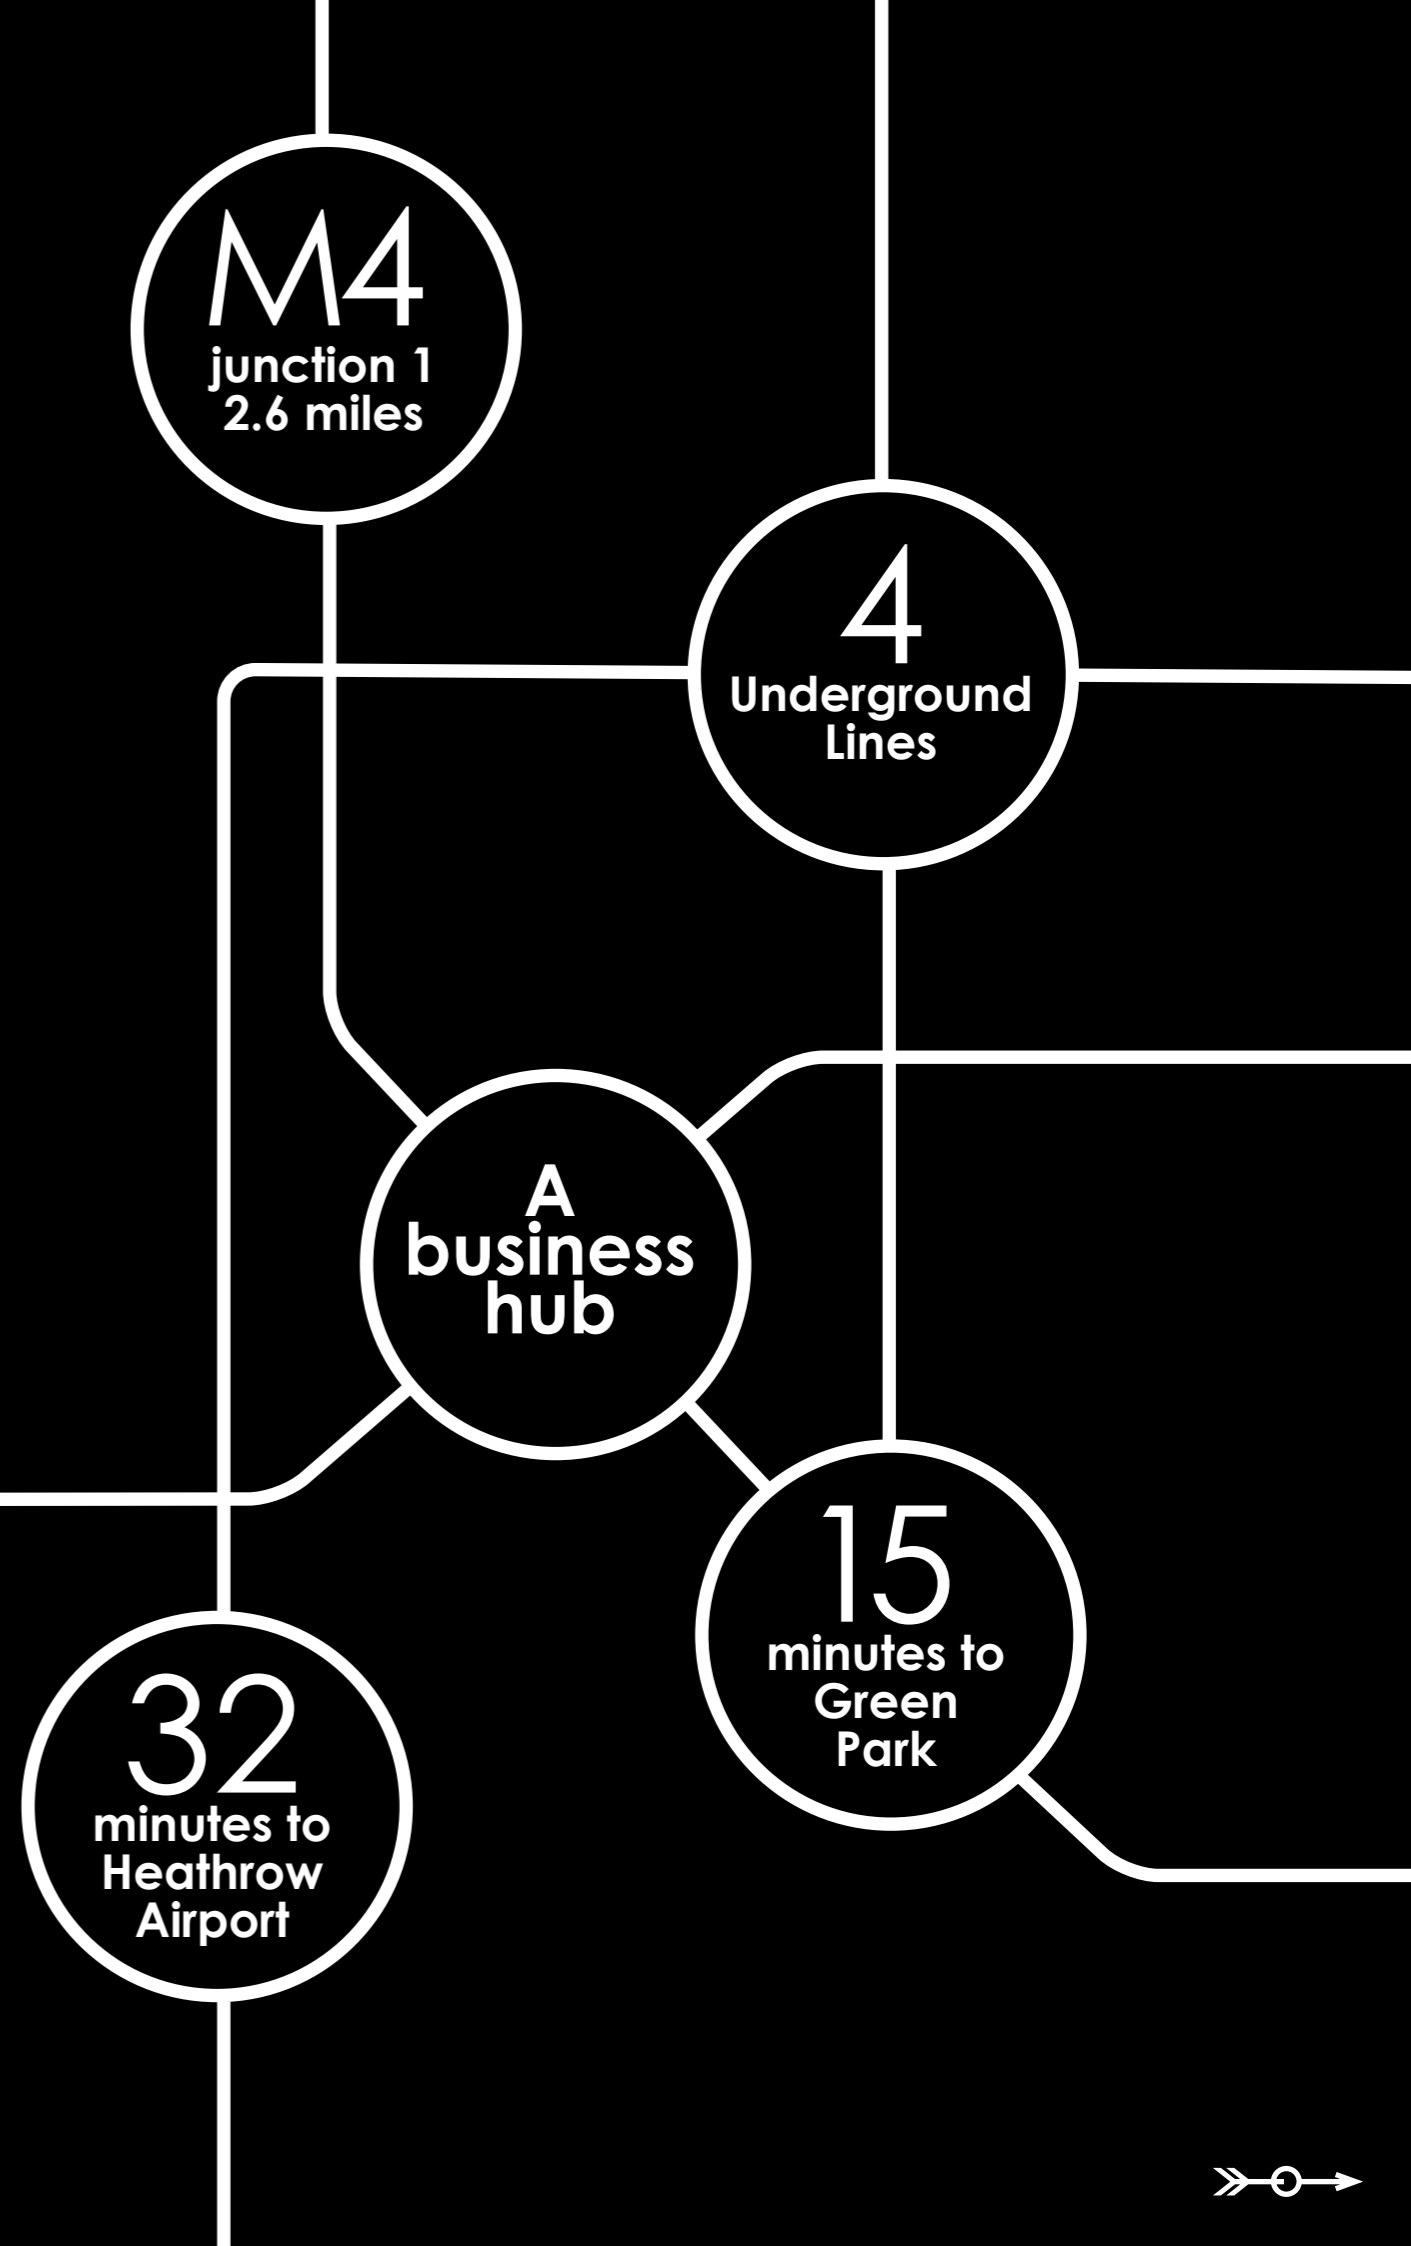 M4
junction 1
2.6 miles
4
Underground
Lines
A
business
hub
15
minutes to
Green
Park
32
minutes to
Heathrow
Airport